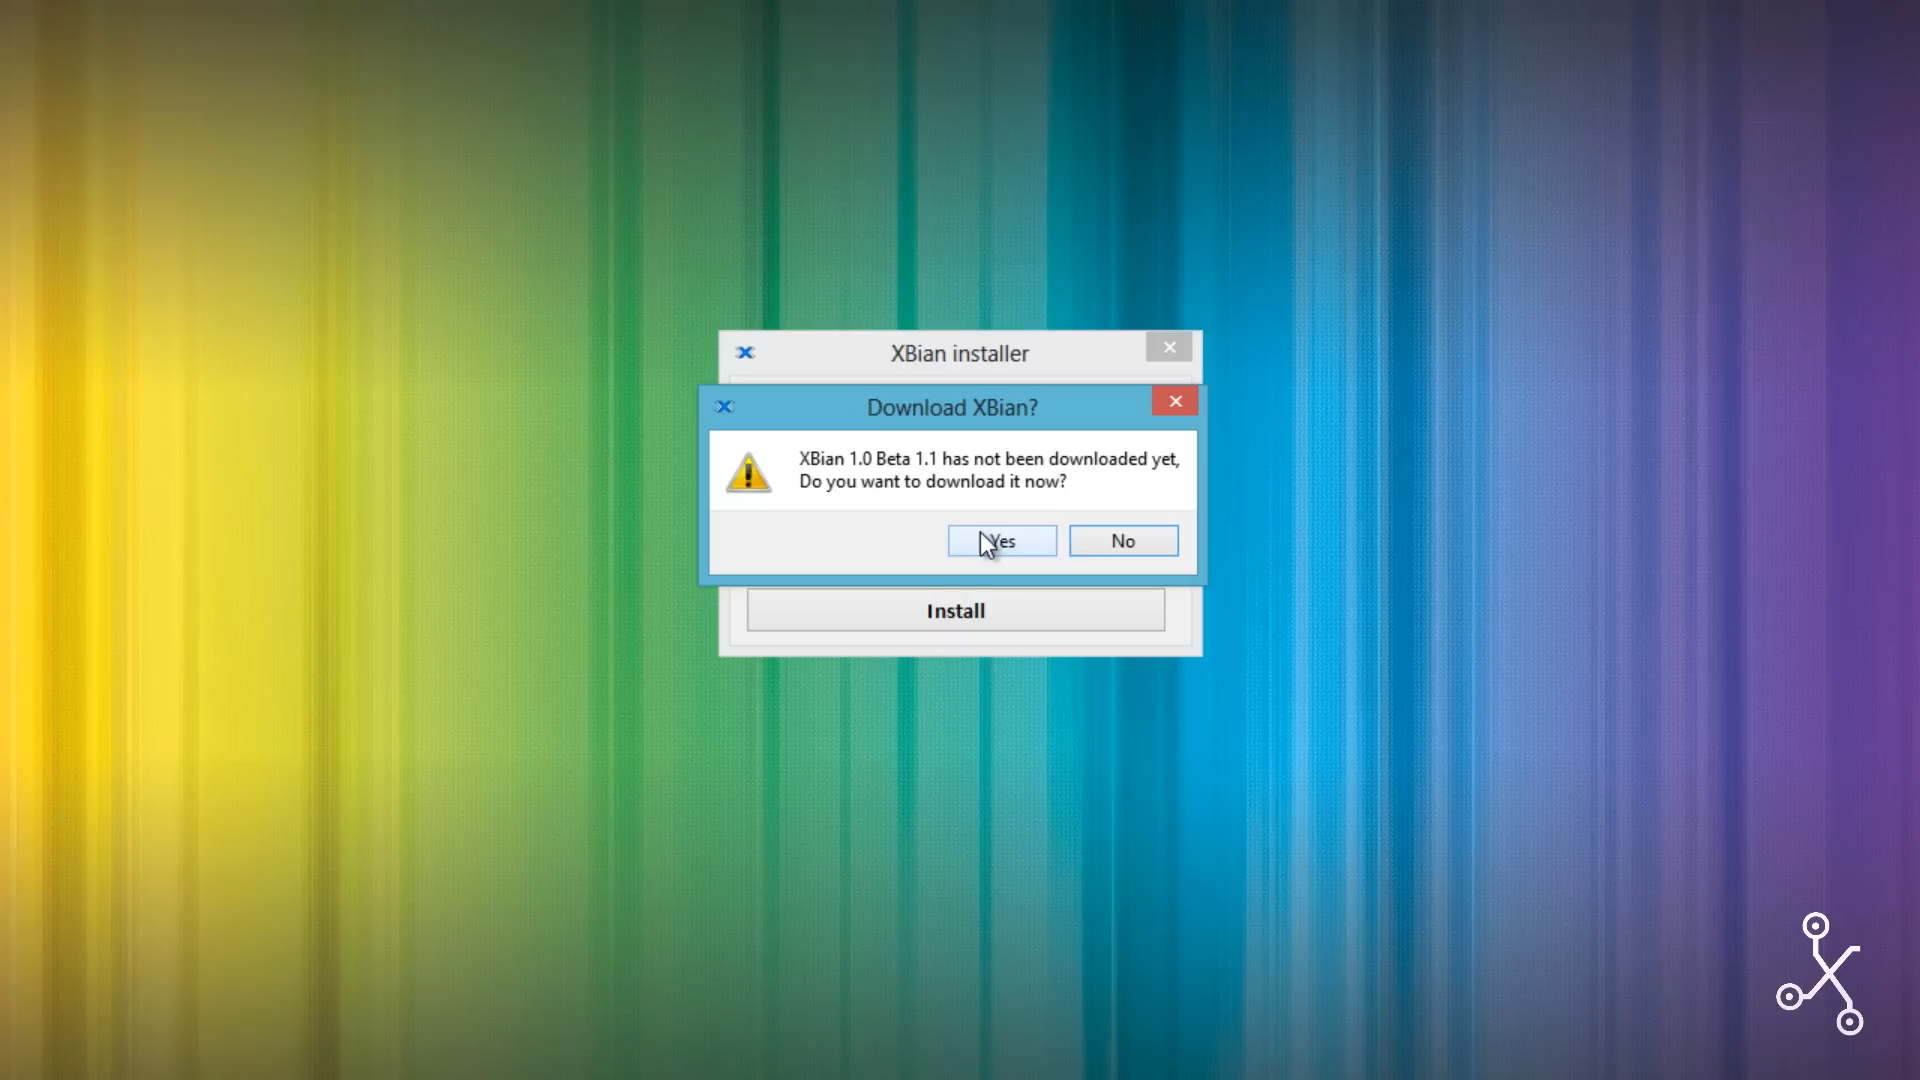 XBian installer
Download XBian?
XBian 1.0 Beta 1.1 has not been downloaded yet,
Do you want to download it now?
Yes No
Install